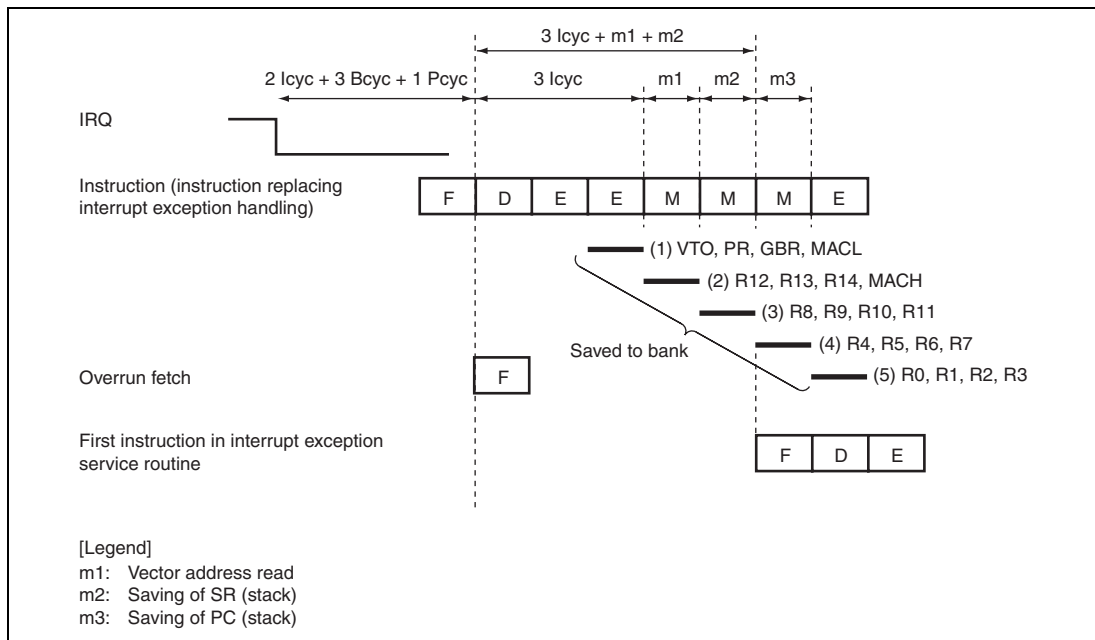 3 Icyc + m1 + m2
2 Icyc + 3 Bcyc + 1 Pcyc
3 Icyc
m1
m2
m3
IRQ
Instruction (instruction replacing
interrupt exception handling)
F D E E M M M E
(1) VTO, PR, GBR, MACL
(2) R12, R13, R14, MACH
(3) R8, R9, R10, R11
Saved to bank
(4) R4, R5, R6, R7
(5) R0, R1, R2, R3
Overrun fetch
F
First instruction in interrupt exception
service routine
F D E
[Legend]
m1: Vector address read
m2: Saving of SR (stack)
m3: Saving of PC (stack)